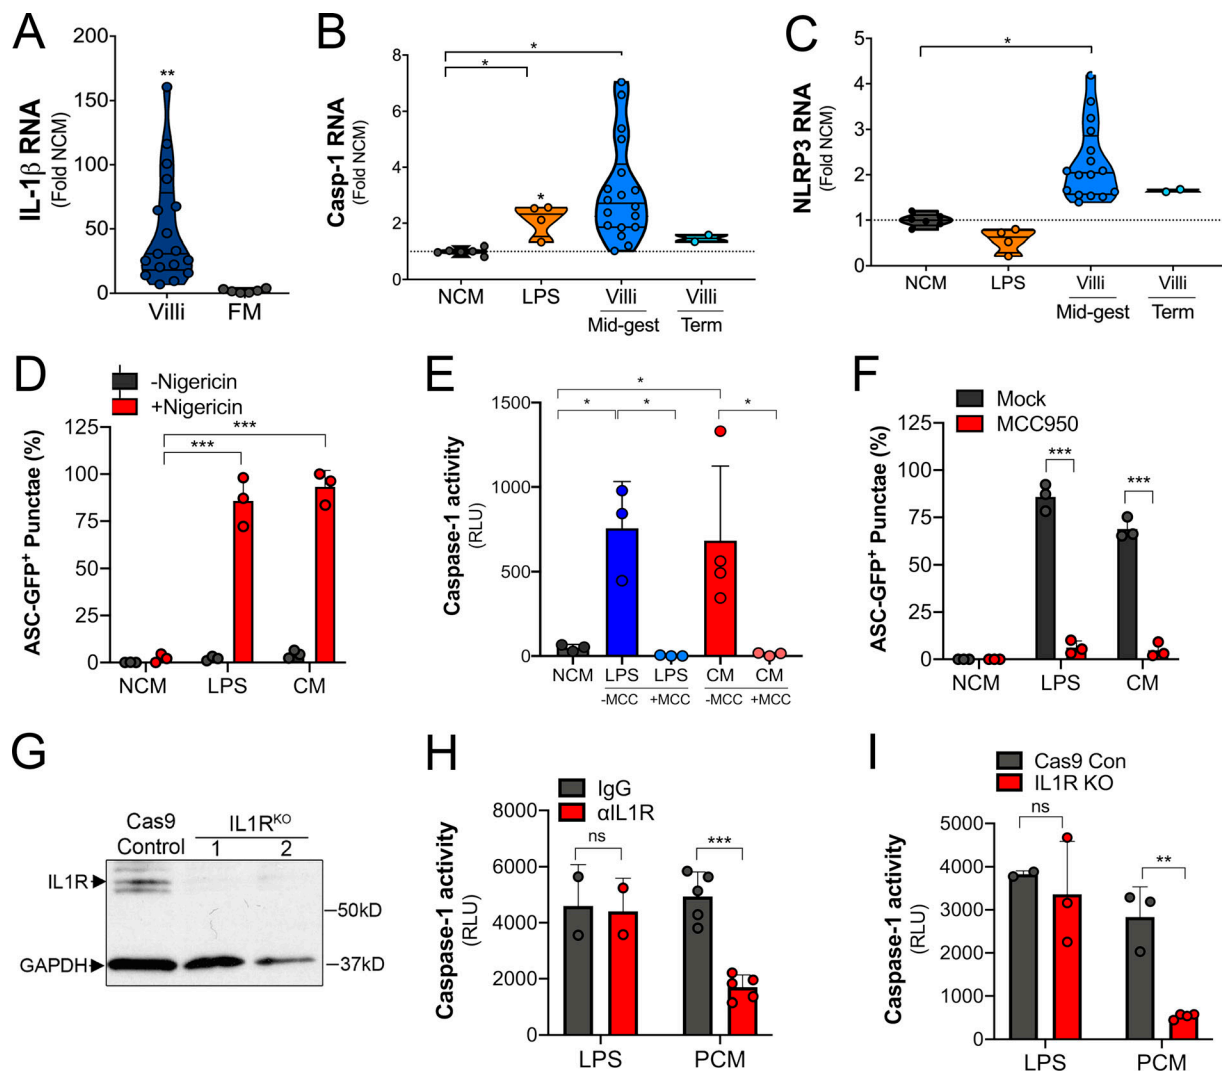 A
IL-1β RNA
(Fold NCM)
200
150
100
50
0
**
Villi
FM
B
Casp-1 RNA
(Fold NCM)
8
6
4
2
0
*
*
*
NCM
LPS
Villi
Mid-gest
Villi
Term
C
NLRP3 RNA
(Fold NCM)
5
4
3
2
1
0
*
NCM
LPS
Villi
Mid-gest
Villi
Term
D
-Nigericin
+Nigericin
ASC-GFP+ Punctae (%)
125
100
75
50
25
0
***
***
NCM
LPS
CM
E
Caspase-1 activity
(RLU)
1500
1000
500
0
*
* * *
NCM
LPS
LPS
CM
CM
-MCC
+MCC
-MCC
+MCC
F
Mock
MCC950
ASC-GFP+ Punctae (%)
125
100
75
50
25
0
***
***
NCM
LPS
CM
G
Cas9
Control
IL1RKO
1 2
IL1R
GAPDH
50kD
37kD
H
IgG
αIL1R
Caspase-1 activity
(RLU)
8000
6000
4000
2000
0
ns
***
LPS
PCM
I
Cas9 Con
IL1R KO
Caspase-1 activity
(RLU)
5000
4000
3000
2000
1000
0
ns
**
LPS
PCM